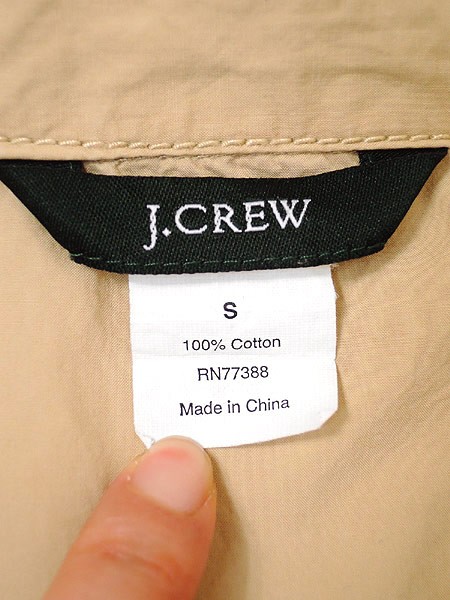 J.CREW
S
100% Cotton
RN77388
Made in China